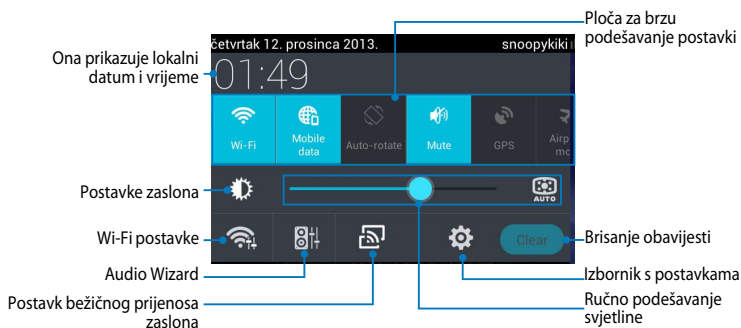 Ploča za brzu
podešavanje postavki
četvrtak 12. prosinca 2013.
snoopykiki
Ona prikazuje lokalni
datum i vrijeme
01:49
Wi-Fi
Mobile
data
Auto-rotate
Mute
GPS
Airp
mo
Postavke zaslona
AUTO
Wi-Fi postavke
Clear
Brisanje obavijesti
Audio Wizard
Izbornik s postavkama
Postavk bežičnog prijenosa
zaslona
Ručno podešavanje
svjetline